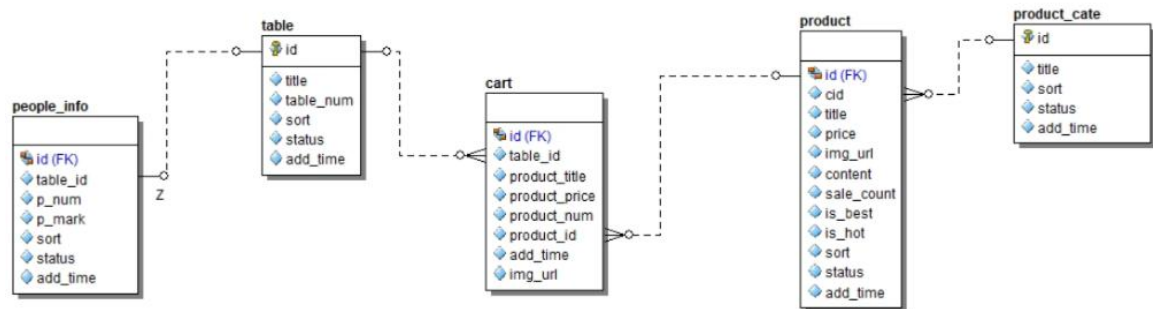 people_info
id (FK)
table_id
p_num
p_mark
sort
status
add_time
Z
table
id
title
table_num
sort
status
add_time
cart
id (FK)
table_id
product_title
product_price
product_num
product_id
add_time
img_url
product
id (FK)
cid
title
price
img_url
content
sale_count
is_best
is_hot
sort
status
add_time
product_cate
id
title
sort
status
add_time